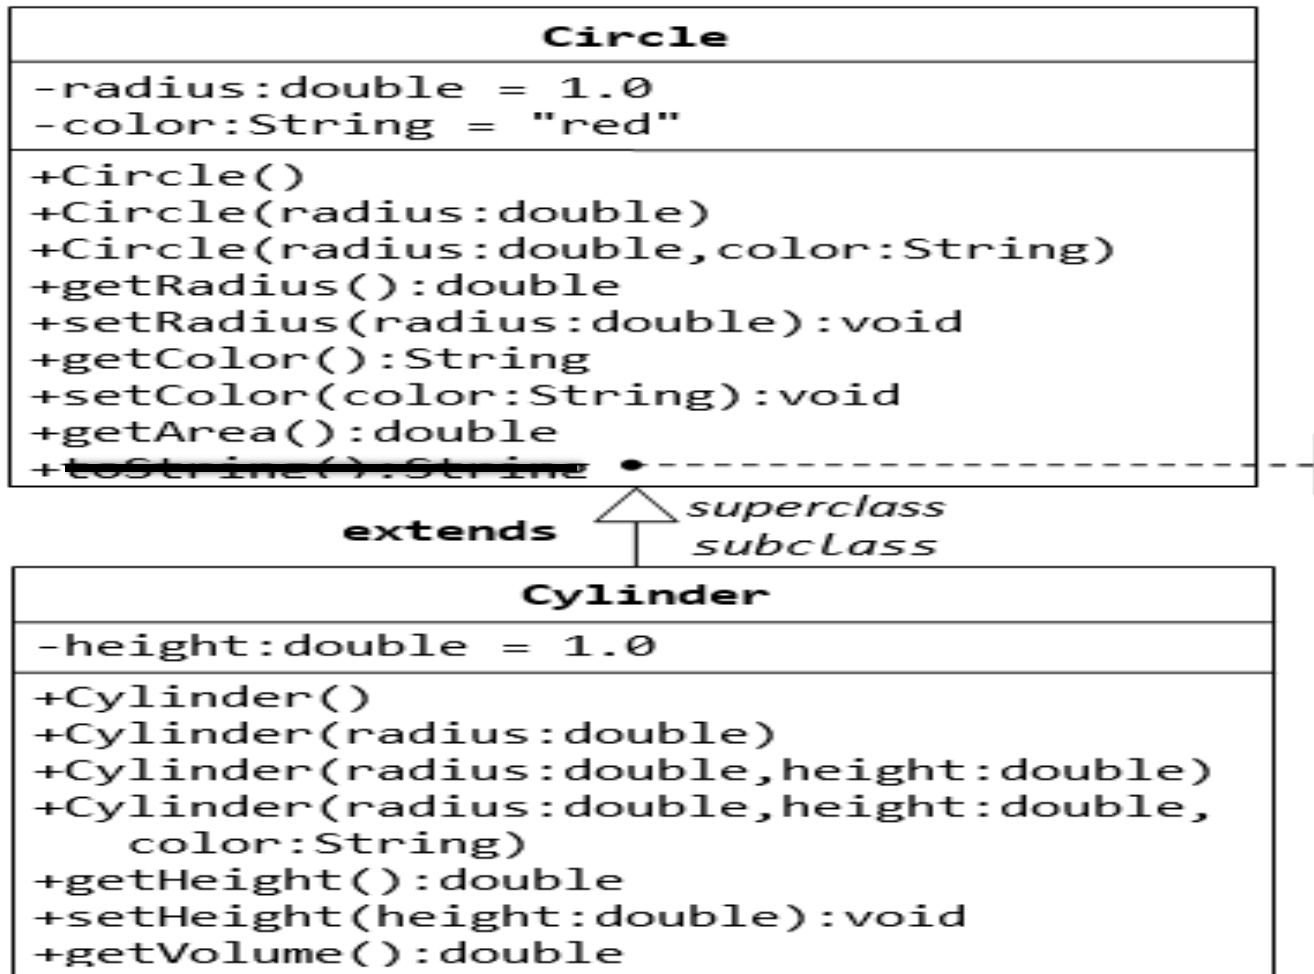 Circle
-radius:double = 1.0
-color:String = "red"
+Circle()
+Circle(radius:double)
+Circle(radius:double,color:String)
+getRadius():double
+setRadius(radius:double):void
+getColor():String
+setColor(color:String):void
+getArea():double
+toString():String
superclass
extends
subclass
Cylinder
-height:double = 1.0
+Cylinder()
+Cylinder(radius:double)
+Cylinder(radius:double,height:double)
+Cylinder(radius:double,height:double,
color:String)
+getHeight():double
+setHeight(height:double):void
+getVolume():double